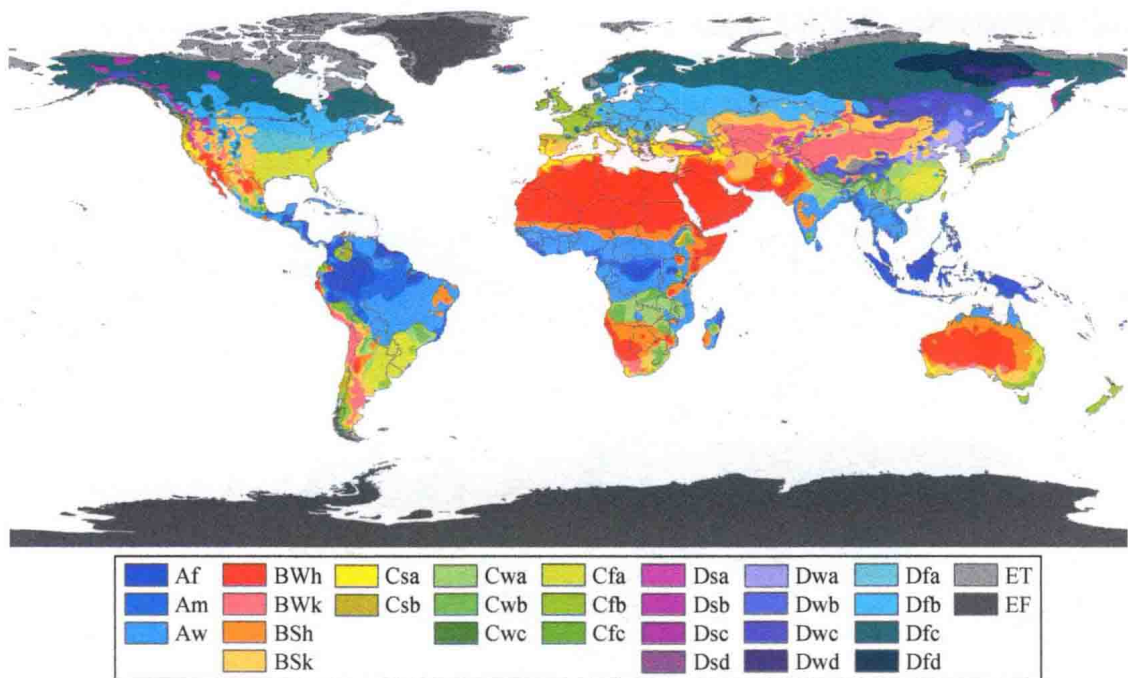 Af BWh Csa Cwa Cfa Dsa Dwa Dfa ET
Am BWk Csb Cwb Cfb Dsb Dwb Dfb EF
Aw BSh Cwc Cfc Dsc Dwc Dfc
BSk Dsd Dwd Dfd